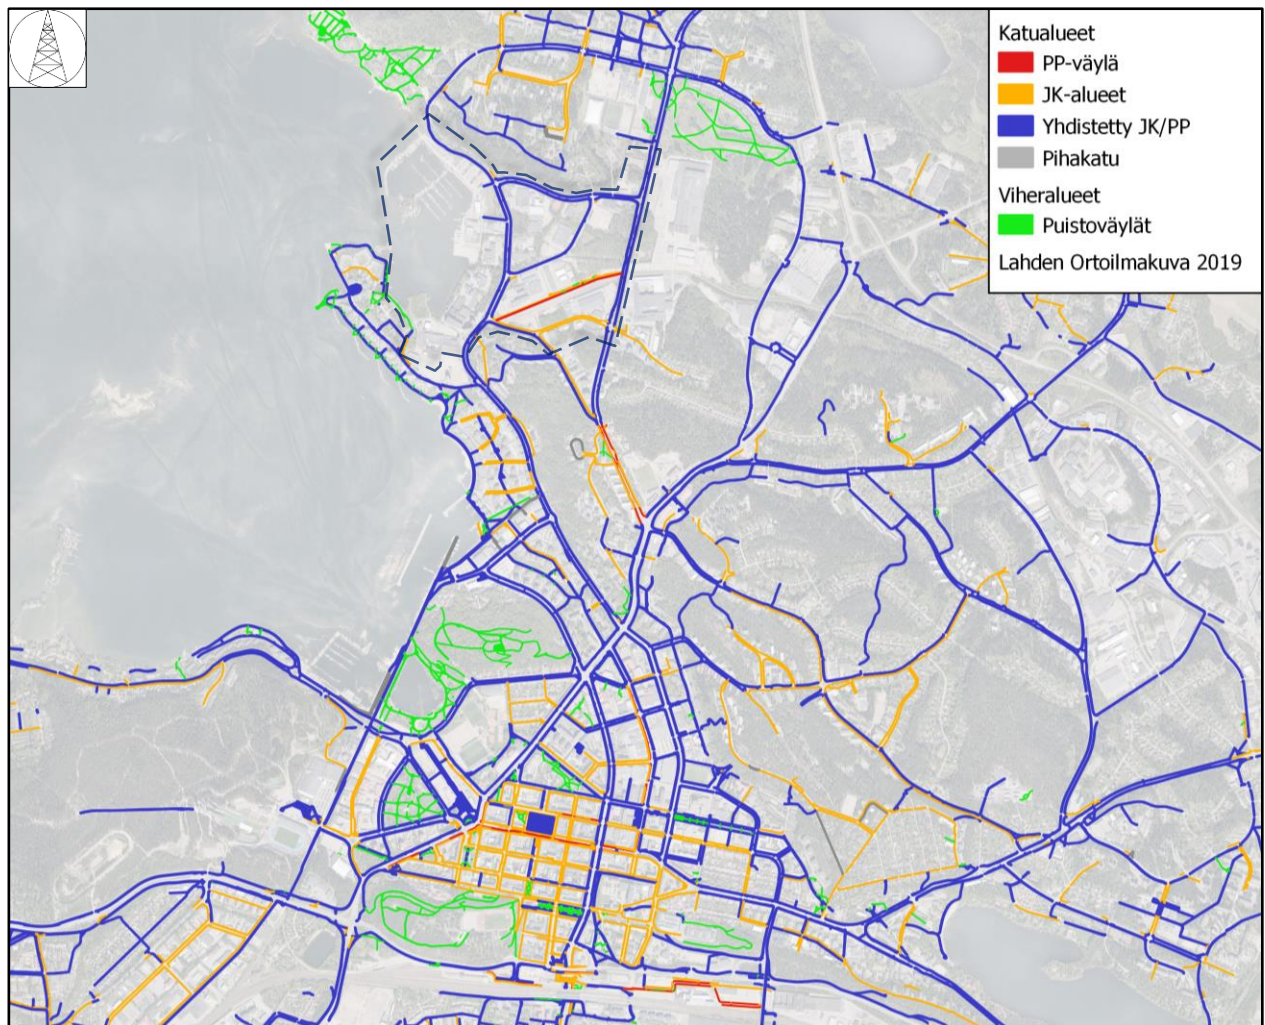 Katualueet
PP-väylä
JK-alueet
Yhdistetty JK/PP
Pihakatu
Viheralueet
Puistoväylät
Lahden Ortoilmakuva 2019